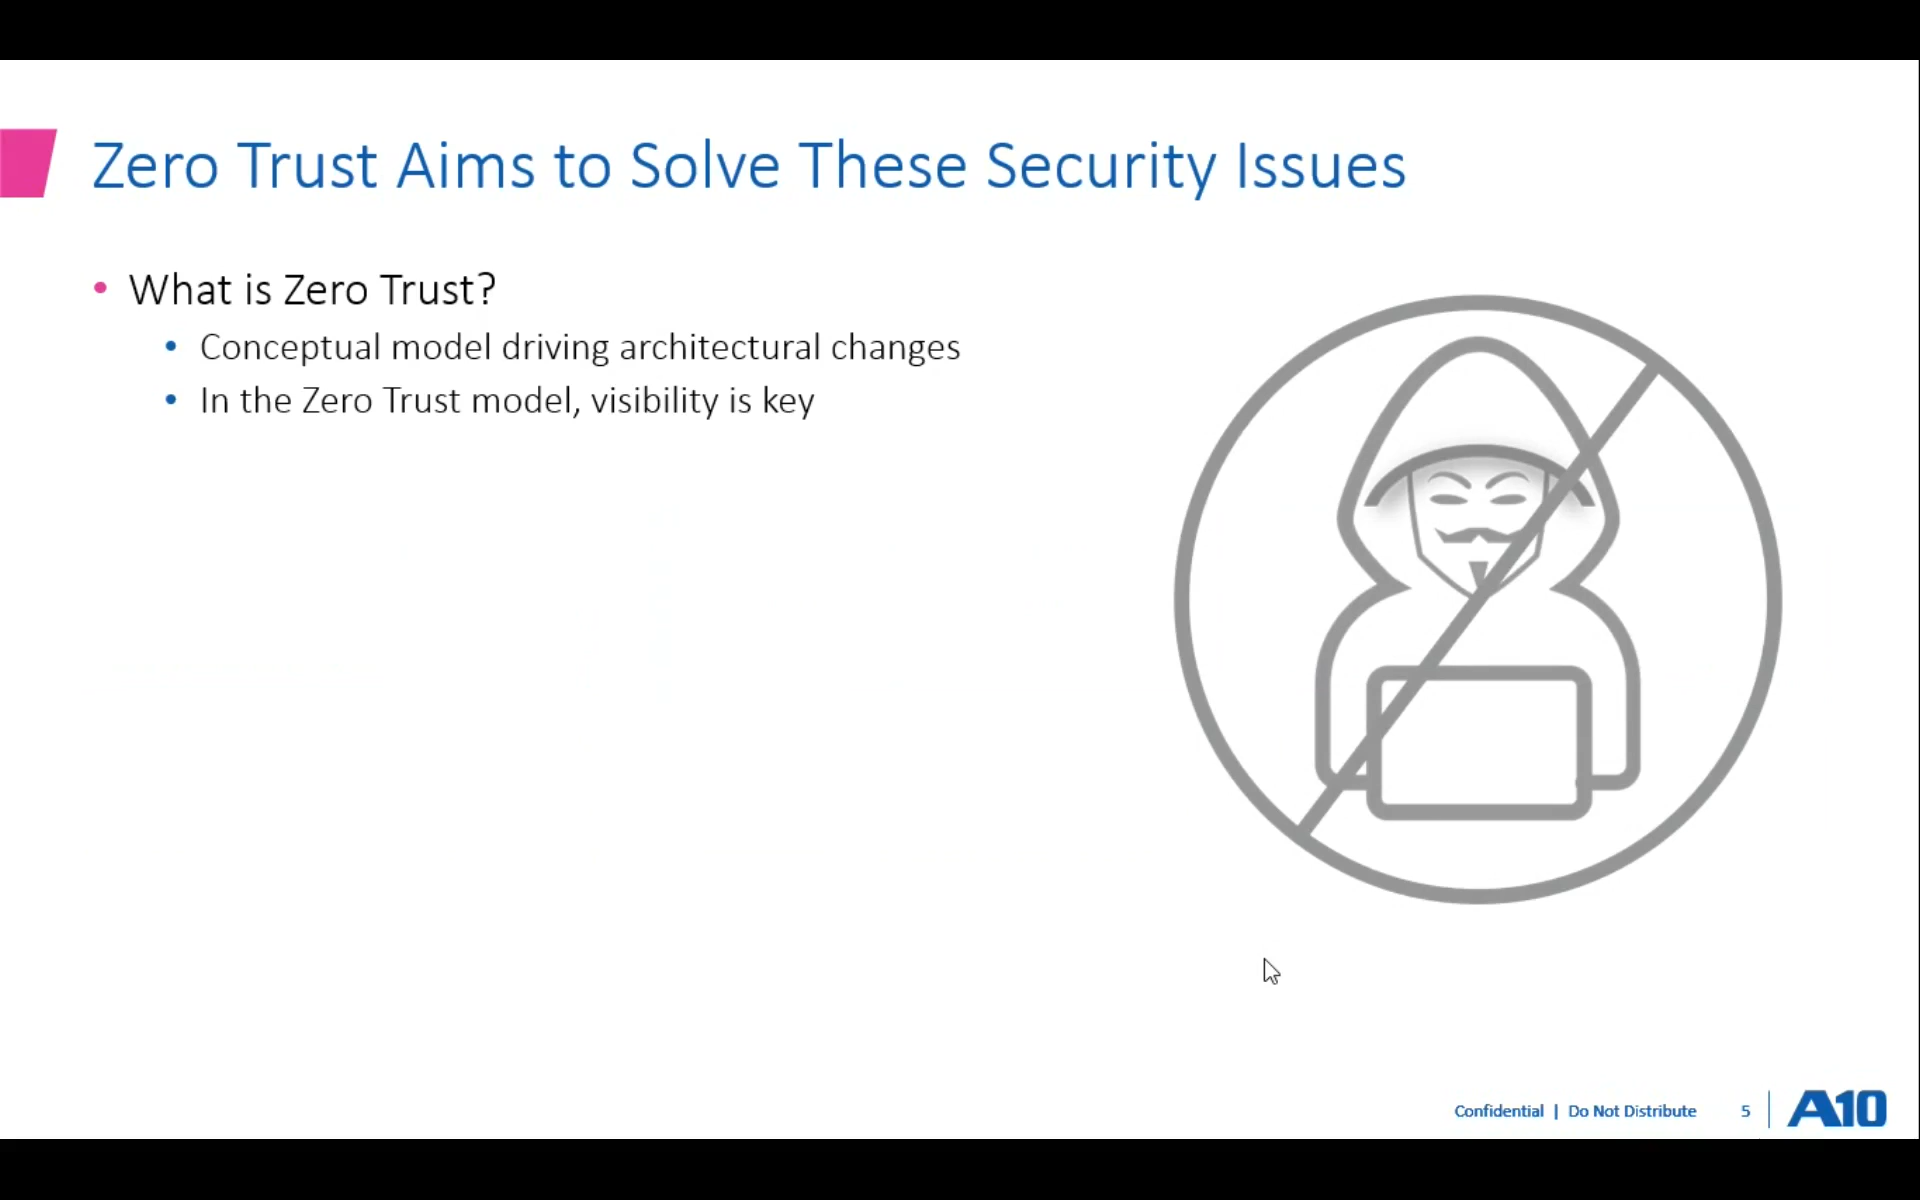 Zero Trust Aims to Solve These Security Issues
• What is Zero Trust?
• Conceptual model driving architectural changes
• In the Zero Trust model, visibility is key
Confidential | Do Not Distribute 5 A10